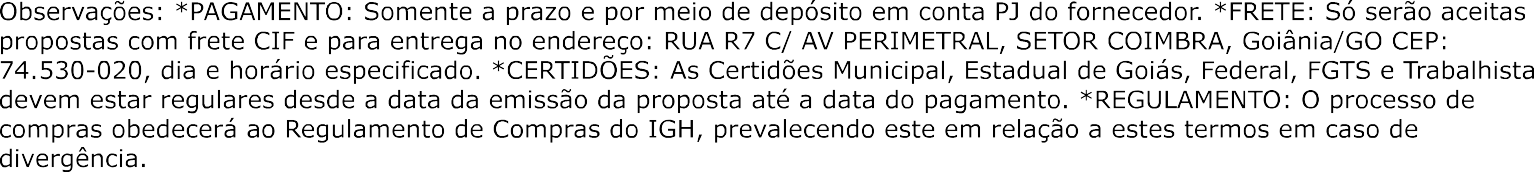 Observações: *PAGAMENTO: Somente a prazo e por meio de depósito em conta PJ do fornecedor. *FRETE: Só serão aceitas
propostas com frete CIF e para entrega no endereço: RUA R7 C/ AV PERIMETRAL, SETOR COIMBRA, Goiânia/GO CEP:
74.530-020, dia e horário especificado. *CERTIDÕES: As Certidões Municipal, Estadual de Goiás, Federal, FGTS e Trabalhista
devem estar regulares desde a data da emissão da proposta até a data do pagamento. *REGULAMENTO: O processo de
compras obedecerá ao Regulamento de Compras do IGH, prevalecendo este em relação a estes termos em caso de
divergência.